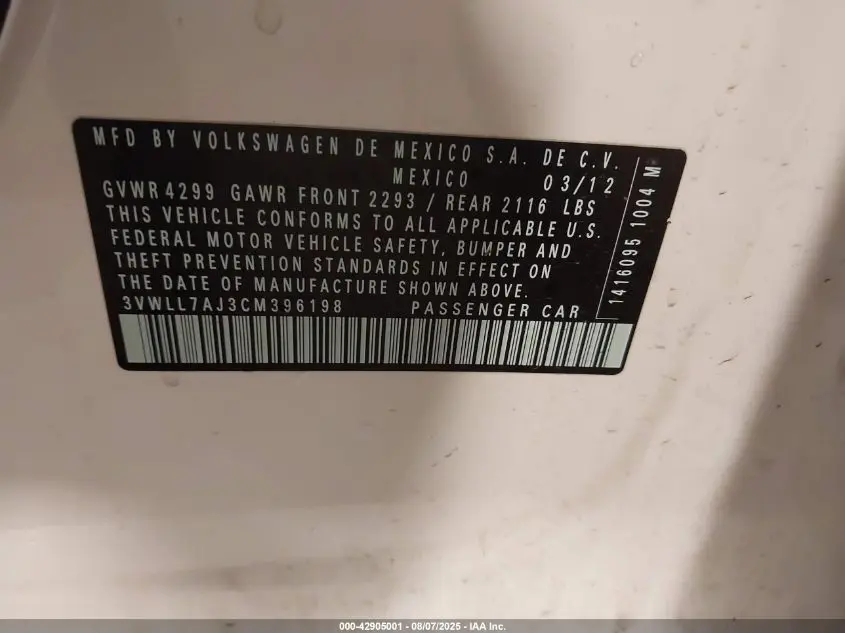 MFD BY VOLKSWAGEN DE MEXICO S.A. DE C.V.
MEXICO 03/12
GVWR 4299 GAWR FRONT 2293 / REAR 2116 LBS
THIS VEHICLE CONFORMS TO ALL APPLICABLE U.S.
FEDERAL MOTOR VEHICLE SAFETY, BUMPER AND
THEFT PREVENTION STANDARDS IN EFFECT ON
THE DATE OF MANUFACTURE SHOWN ABOVE.
3VWLL7AJ3CM396198 PASSENGER CAR
1416095 1004 M
000-42905001 - 08/07/2025 - IAA Inc.